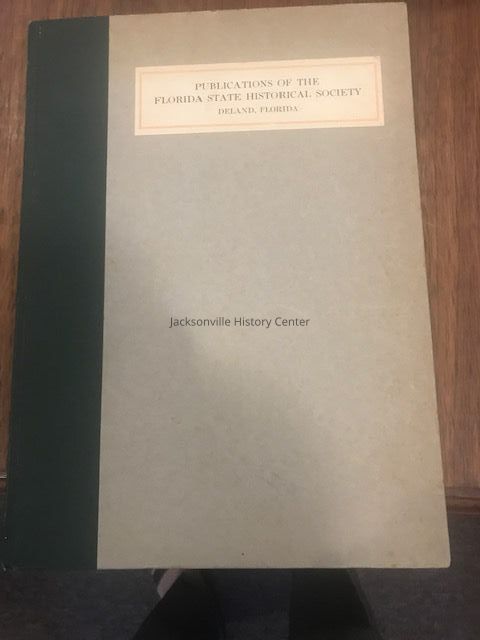 PUBLICATIONS OF THE
FLORIDA STATE HISTORICAL SOCIETY
DELAND, FLORIDA
Jacksonville History Center